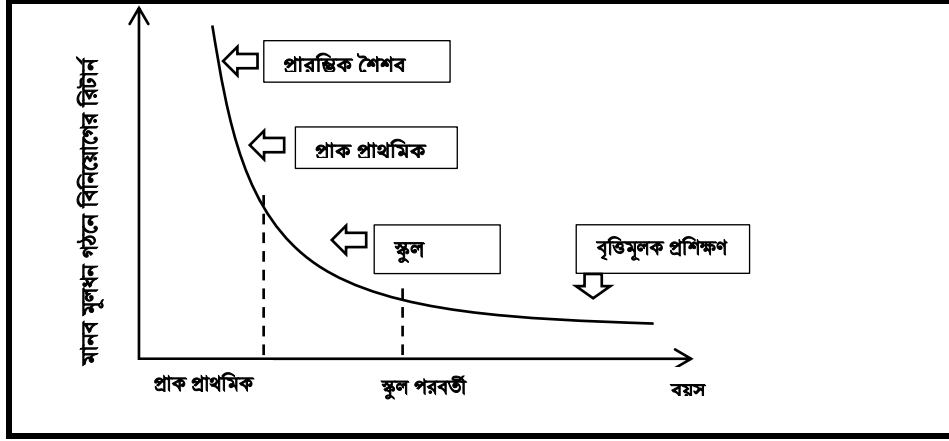 মানব মূলধন গঠনে বিনিয়োগের রিটার্ন
প্রারম্ভিক শৈশব
প্রাক প্রাথমিক
স্কুল
বৃত্তিমূলক প্রশিক্ষণ
প্রাক প্রাথমিক
স্কুল পরবর্তী
বয়স